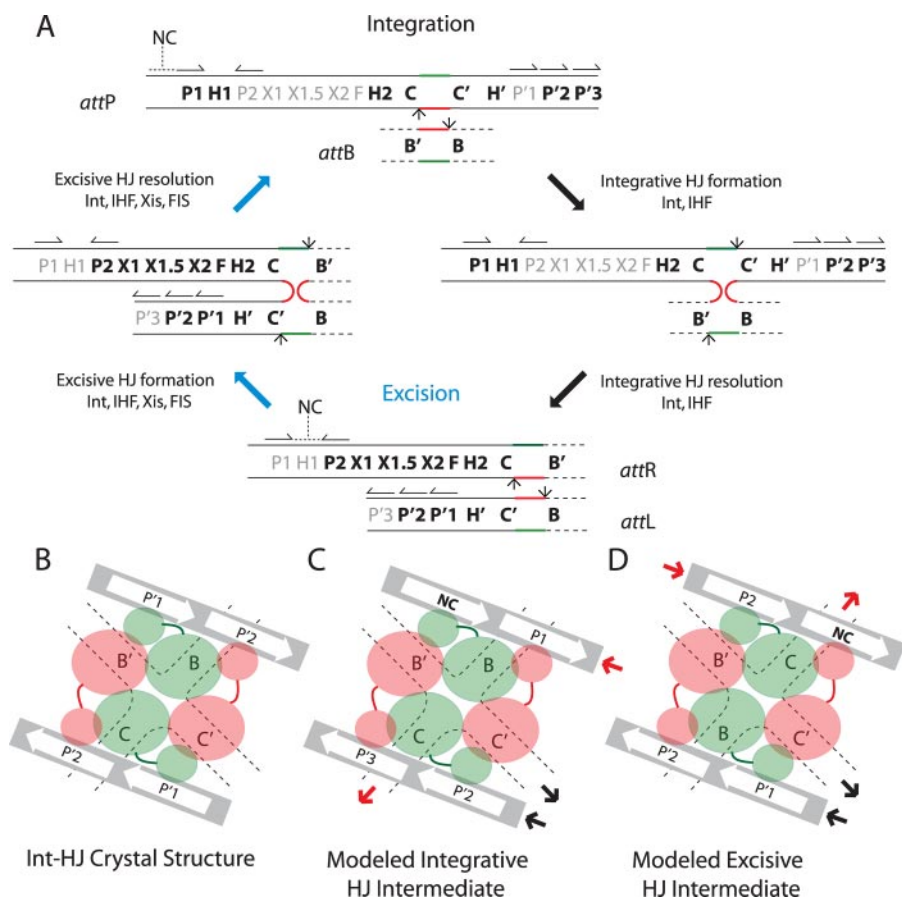 A
Integration
NC
attP
P1 H1 P2 X1 X1.5 X2 F H2 C C' H' P'1 P'2 P'3
attB
B' B
Excisive HJ resolution
Int, IHF, Xis, FIS
Integrative HJ formation
Int, IHF
P1 H1 P2 X1 X1.5 X2 F H2 C B'
P'3 P'2 P'1 H' C' B
P1 H1 P2 X1 X1.5 X2 F H2 C C' H' P'1 P'2 P'3
B' B
Excisive HJ formation
Int, IHF, Xis, FIS
Excision
Integrative HJ resolution
Int, IHF
NC
P1 H1 P2 X1 X1.5 X2 F H2 C B'
attR
P'3 P'2 P'1 H' C' B
attL
B
P'1
P'2
B' B
C C'
P'2
P'1
Int-HJ Crystal Structure
C
NC
P1
B' B
C C'
P'3
P'2
Modeled Integrative
HJ Intermediate
D
P2
NC
B' C
B C'
P'2
P'1
Modeled Excisive
HJ Intermediate